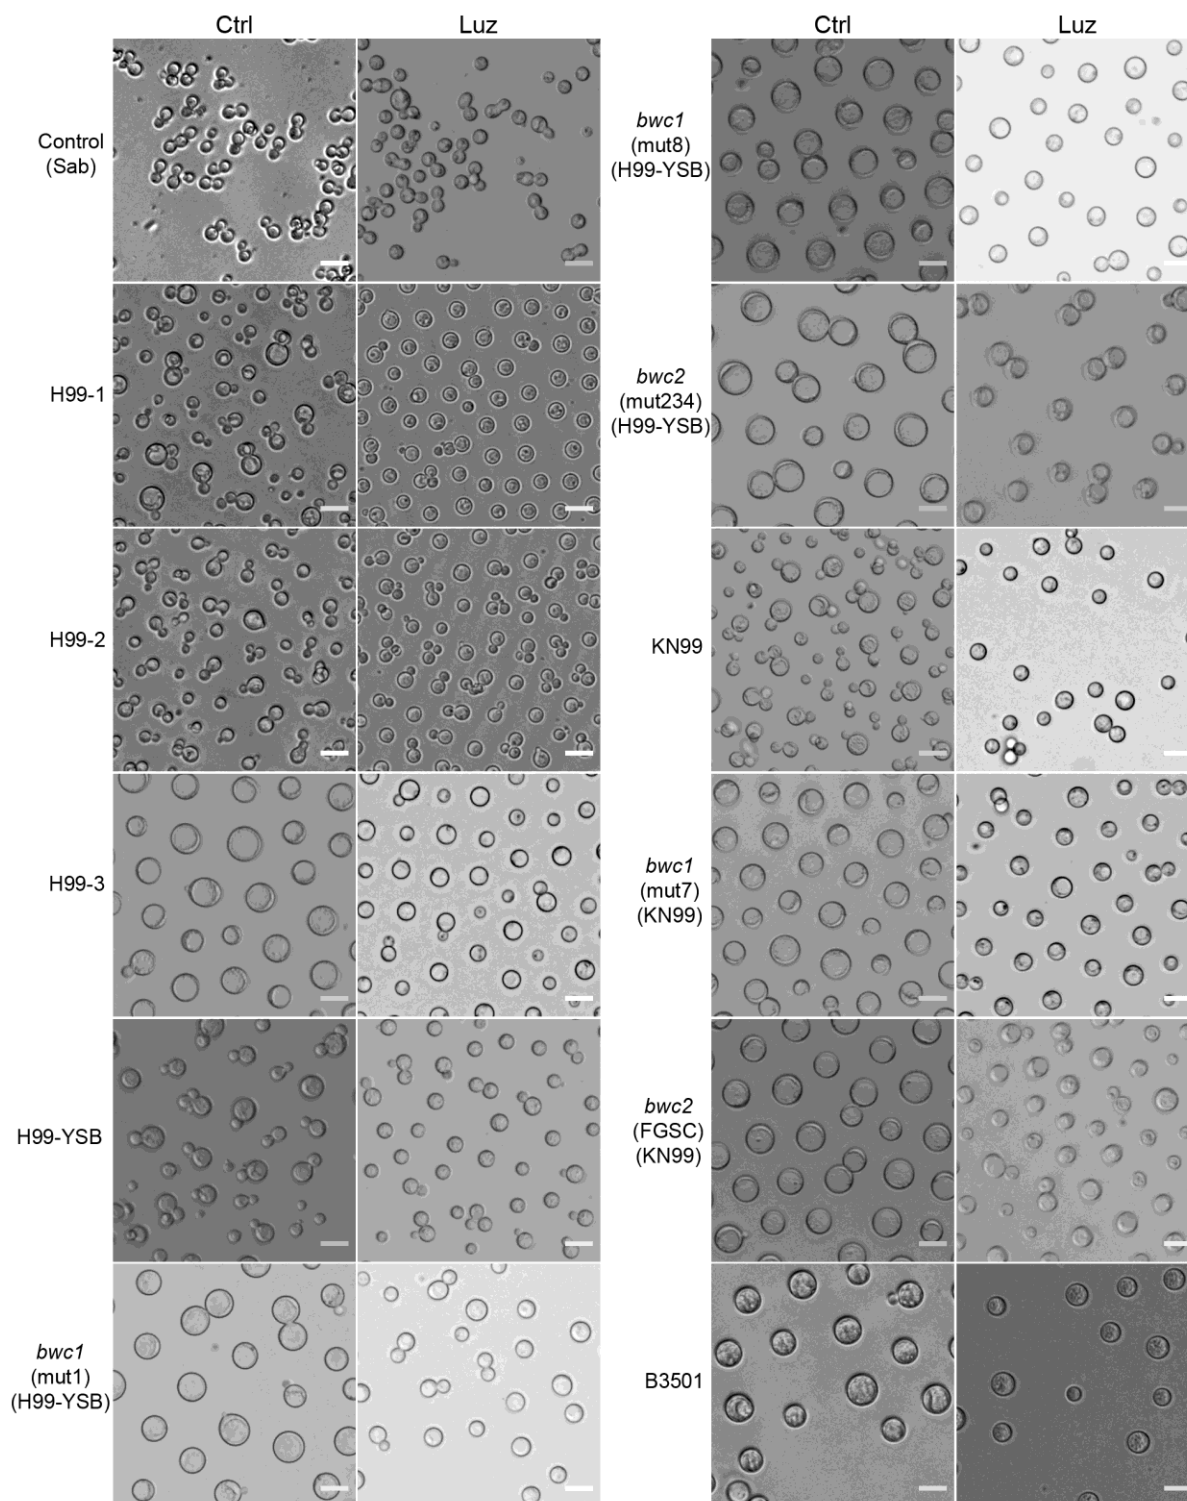 Ctrl
Luz
Control
(Sab)
H99-1
H99-2
H99-3
H99-YSB
bwc1
(mut1)
(H99-YSB)
Ctrl
Luz
bwc1
(mut8)
(H99-YSB)
bwc2
(mut234)
(H99-YSB)
KN99
bwc1
(mut7)
(KN99)
bwc2
(FGSC)
(KN99)
B3501